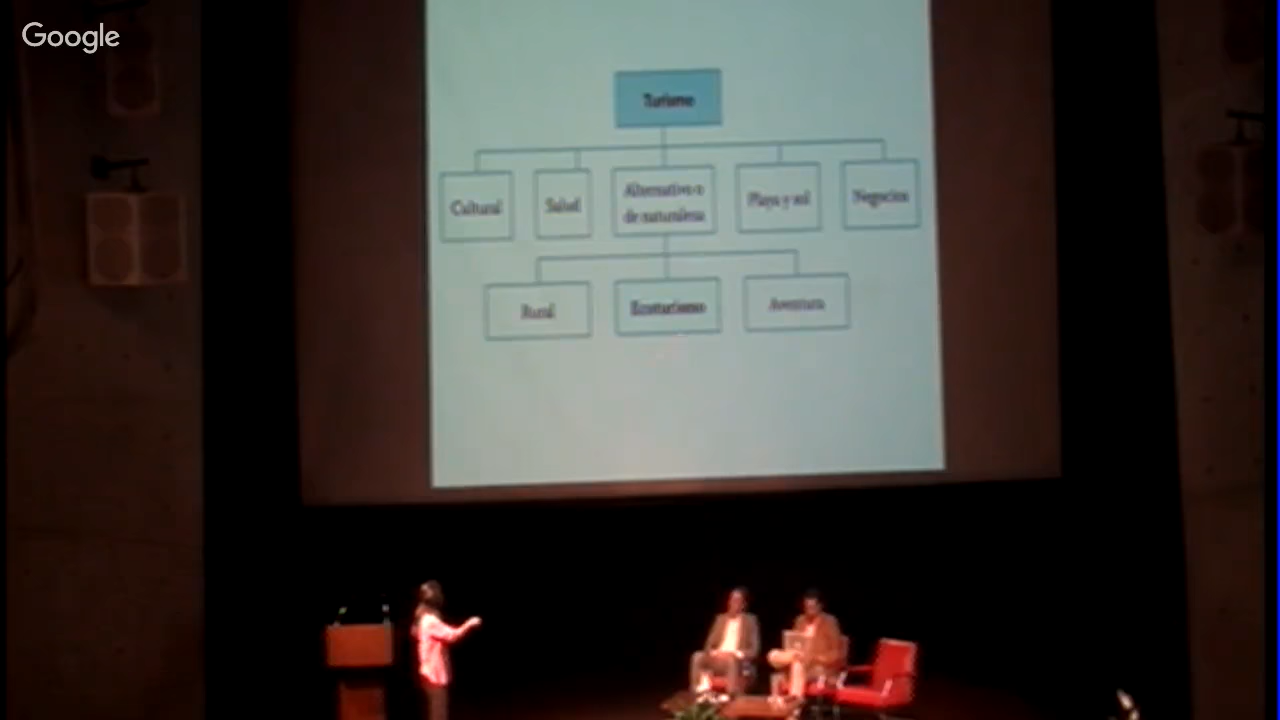 Google
Turismo
Cultural
Salud
Alternativo o
de naturaleza
Playa y sol
Negocios
Rural
Ecoturismo
Aventura